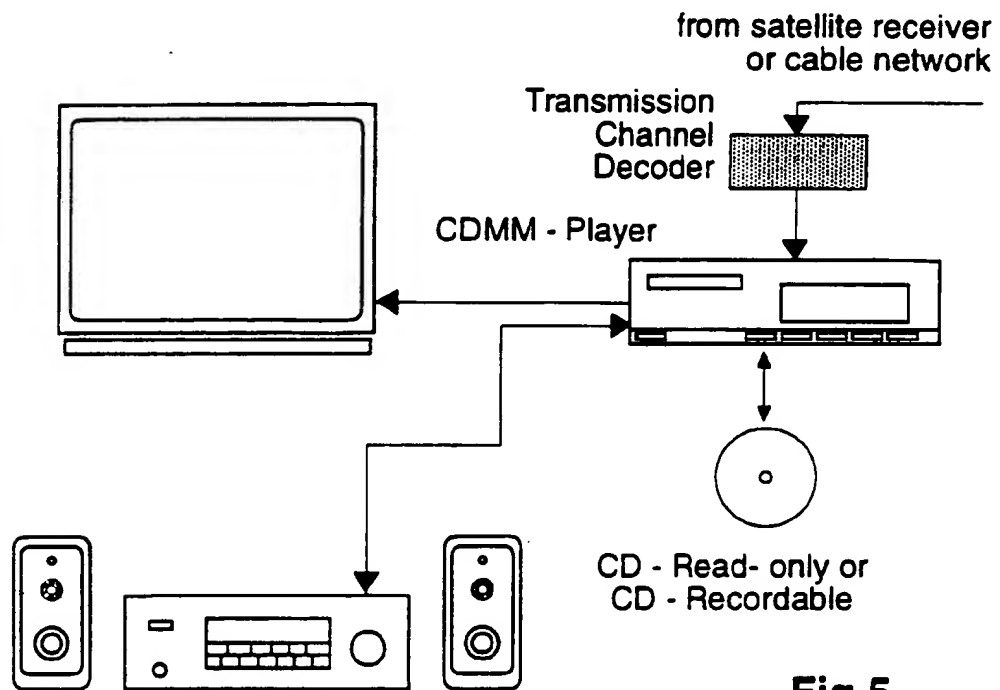 from satellite receiver
or cable network
Transmission
Channel
Decoder
CDMM - Player
CD - Read- only or
CD - Recordable
Fig 5